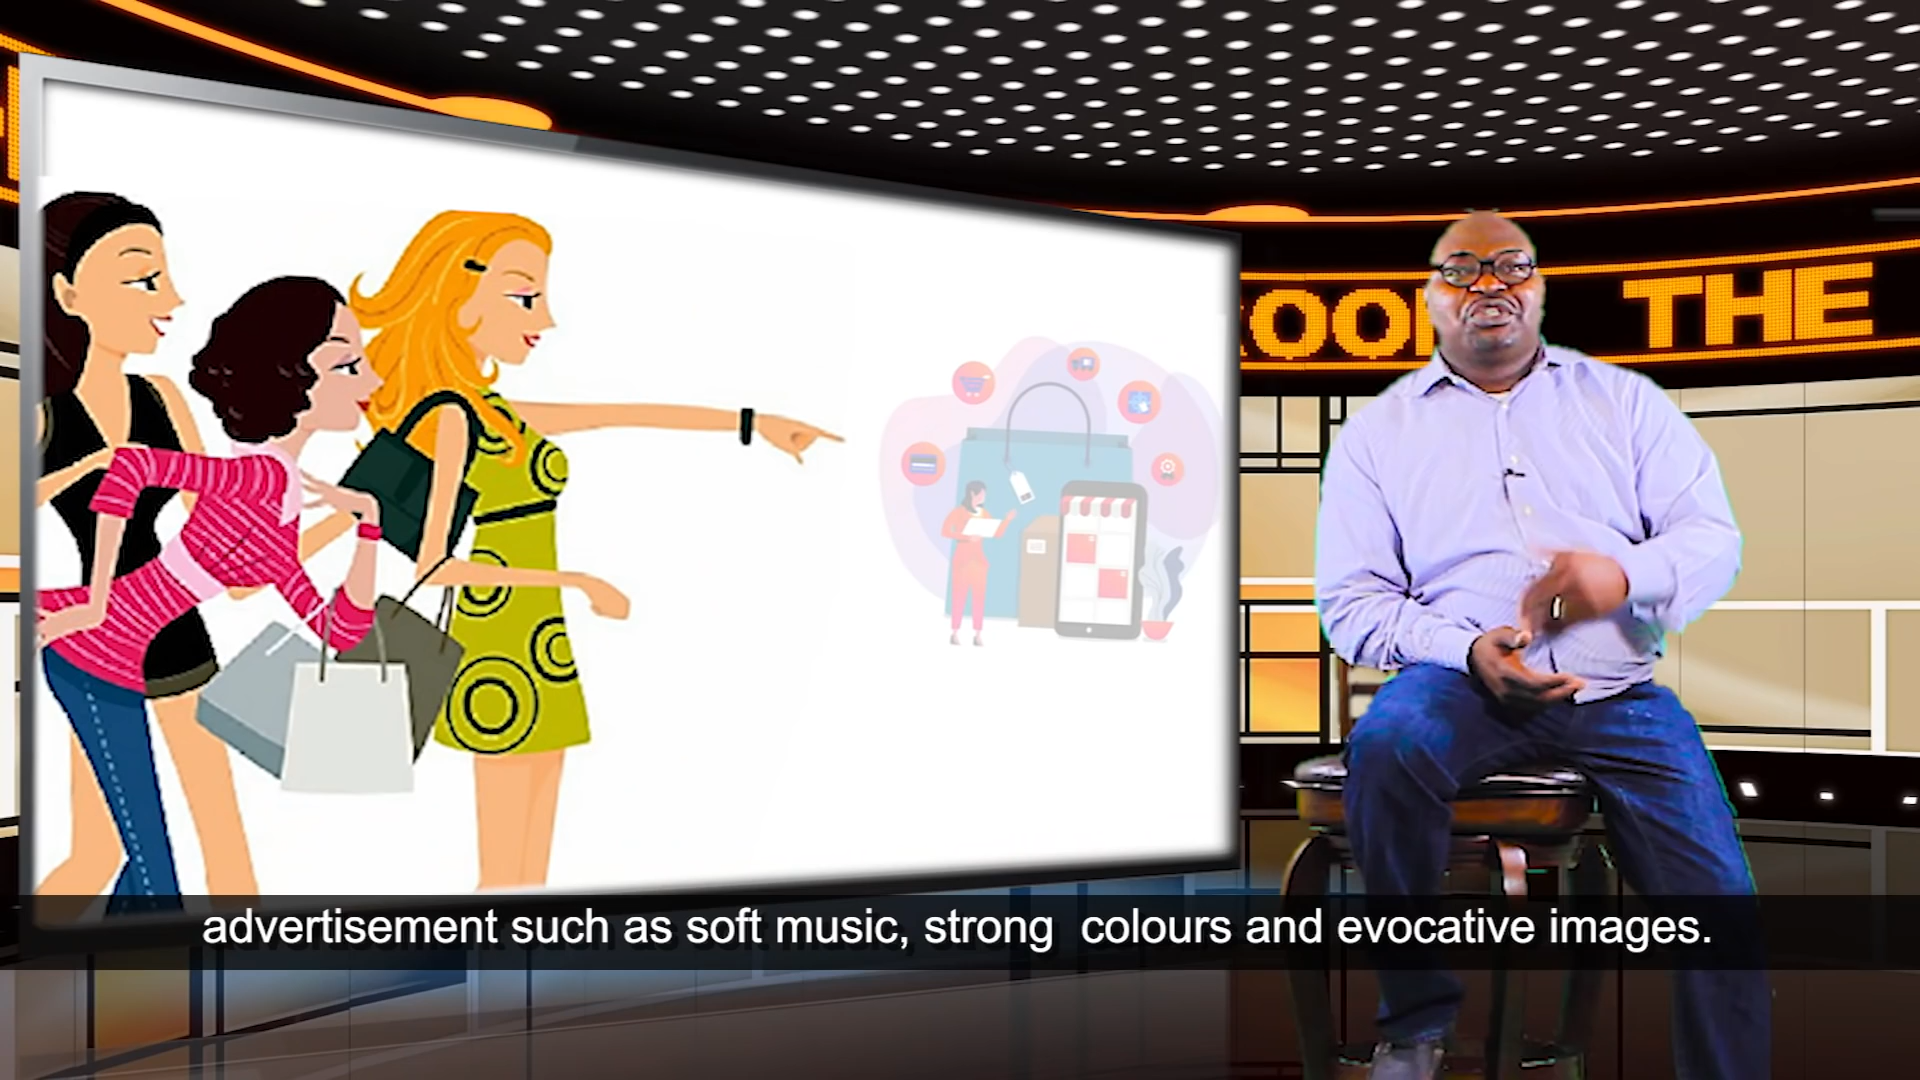 THE
advertisement such as soft music, strong  colours and evocative images.